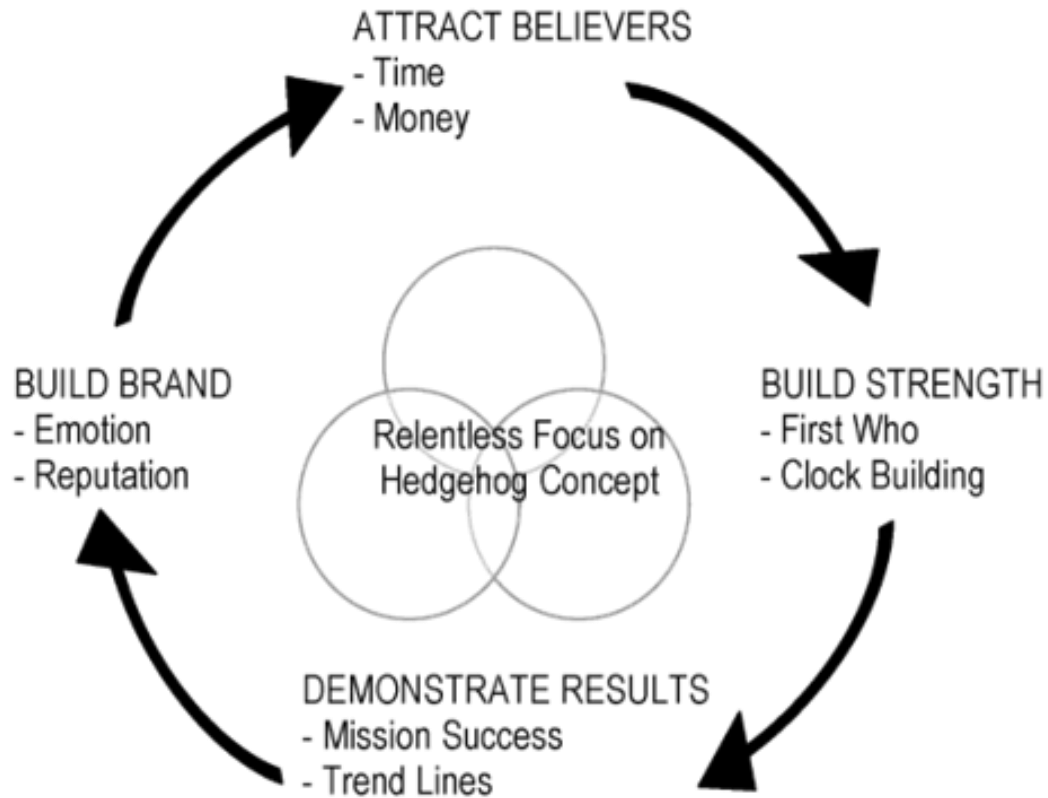 ATTRACT BELIEVERS
- Time
- Money
BUILD STRENGTH
- First Who
- Clock Building
DEMONSTRATE RESULTS
- Mission Success
- Trend Lines
BUILD BRAND
- Emotion
- Reputation
Relentless Focus on
Hedgehog Concept